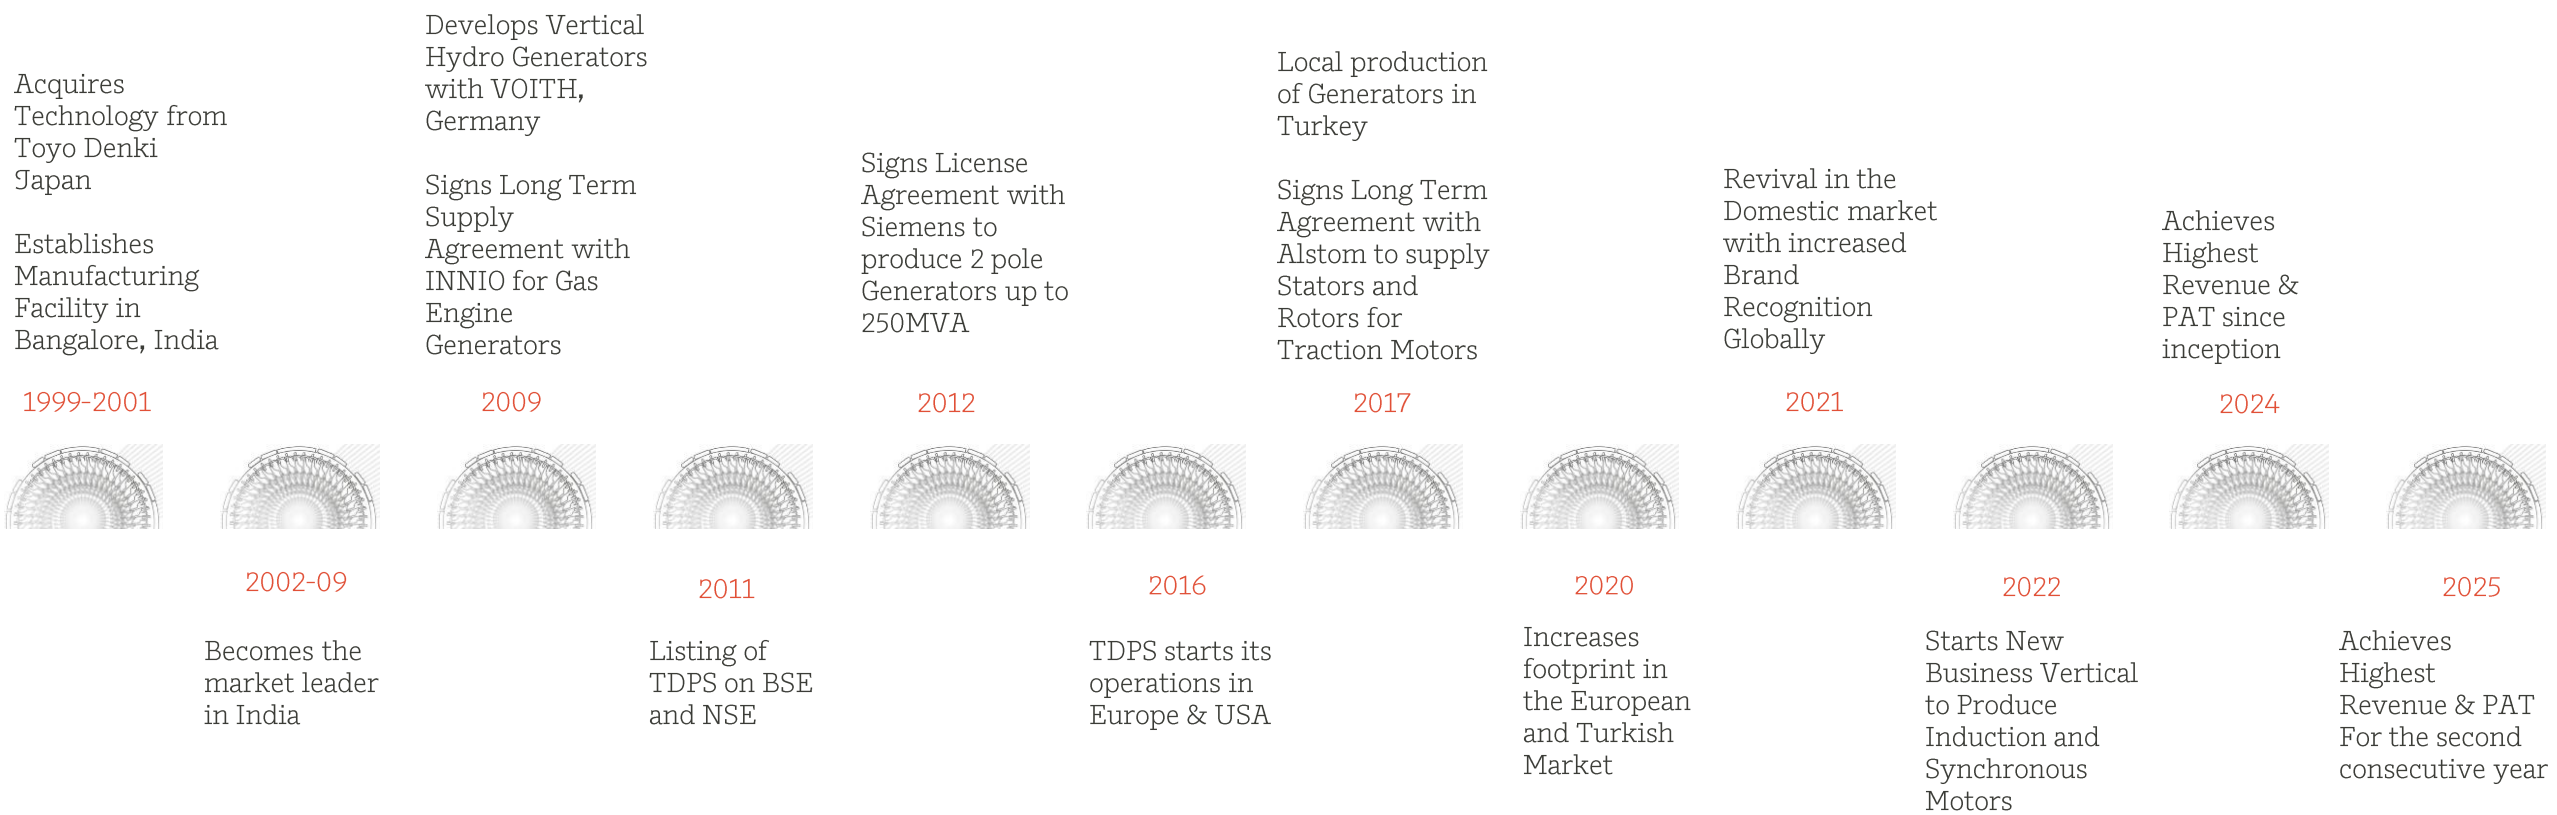 Acquires
Technology from
Toyo Denki
Japan
Establishes
Manufacturing
Facility in
Bangalore, India
1999-2001
2002-09
Becomes the
market leader
in India
Develops Vertical
Hydro Generators
with VOITH,
Germany
Signs Long Term
Supply
Agreement with
INNIO for Gas
Engine
Generators
2009
2011
Listing of
TDPS on BSE
and NSE
Signs License
Agreement with
Siemens to
produce 2 pole
Generators up to
250MVA
2012
2016
TDPS starts its
operations in
Europe & USA
Local production
of Generators in
Turkey
Signs Long Term
Agreement with
Alstom to supply
Stators and
Rotors for
Traction Motors
2017
2020
Increases
footprint in
the European
and Turkish
Market
Revival in the
Domestic market
with increased
Brand
Recognition
Globally
2021
2022
Starts New
Business Vertical
to Produce
Induction and
Synchronous
Motors
Achieves
Highest
Revenue &
PAT since
inception
2024
2025
Achieves
Highest
Revenue & PAT
For the second
consecutive year